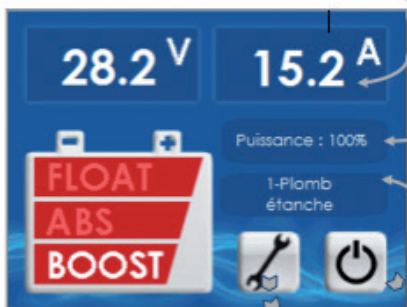 28.2 V
15.2 A
Puissance : 100%
1-Plomb
étanche
FLOAT
ABS
BOOST